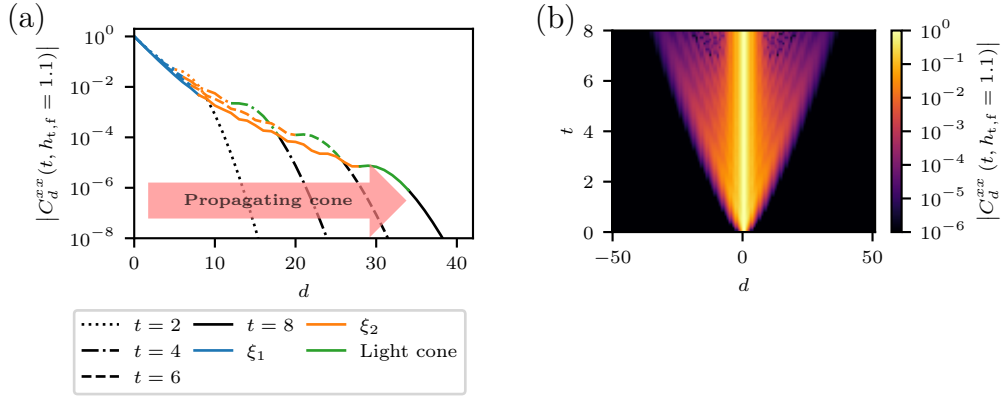 (a)
10^0
10^{-2}
10^{-4}
10^{-6}
10^{-8}
|C_d^{xx}(t, h_{t,f} = 1.1)|
Propagating cone
0 10 20 30 40
d
t = 2
t = 4
t = 6
t = 8
ξ_1
ξ_2
Light cone
(b)
8
6
4
2
0
t
−50 0 50
d
10^0
10^{-1}
10^{-2}
10^{-3}
10^{-4}
10^{-5}
10^{-6}
|C_d^{xx}(t, h_{t,f} = 1.1)|